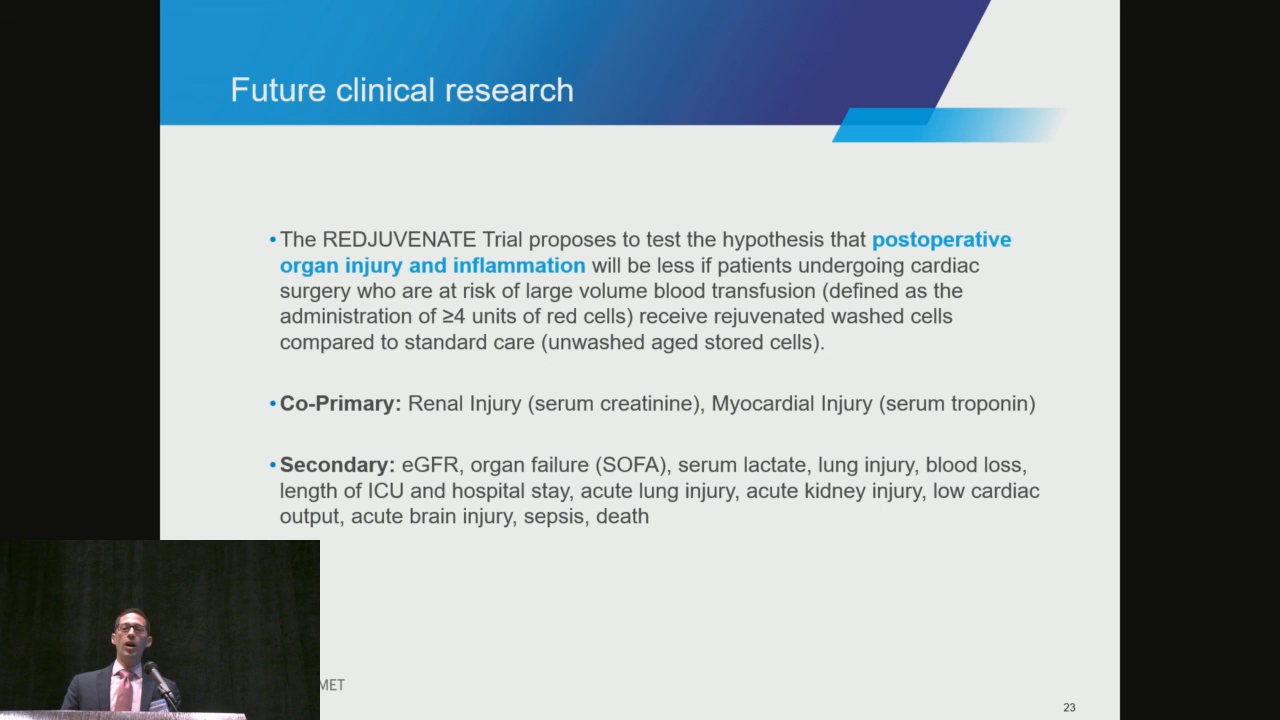 Future clinical research
•The REDJUVENATE Trial proposes to test the hypothesis that postoperative
organ injury and inflammation will be less if patients undergoing cardiac
surgery who are at risk of large volume blood transfusion (defined as the
administration of ≥4 units of red cells) receive rejuvenated washed cells
compared to standard care (unwashed aged stored cells).
•Co-Primary: Renal Injury (serum creatinine), Myocardial Injury (serum troponin)
•Secondary: eGFR, organ failure (SOFA), serum lactate, lung injury, blood loss,
length of ICU and hospital stay, acute lung injury, acute kidney injury, low cardiac
output, acute brain injury, sepsis, death
MET
23